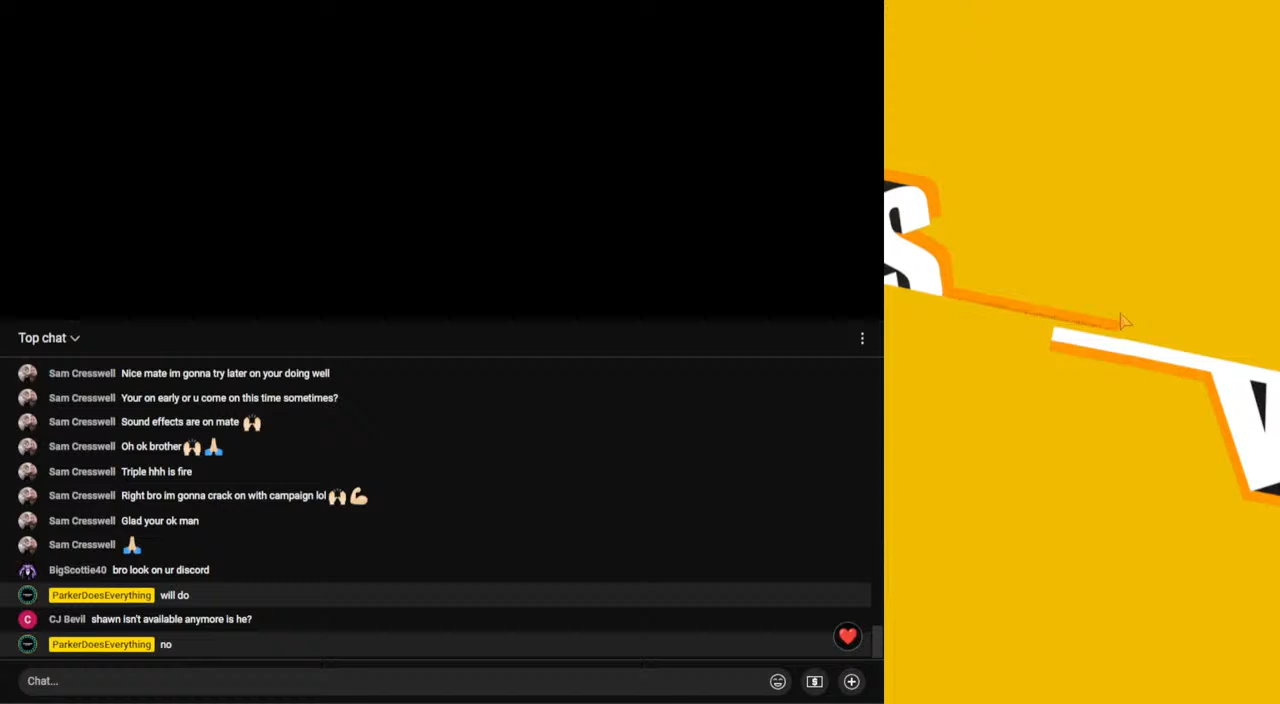 Top chat
Sam Cresswell Nice mate im gonna try later on your doing well
Sam Cresswell Your on early or u come on this time sometimes?
Sam Cresswell Sound effects are on mate 🙌🏻
Sam Cresswell Oh ok brother 🙌🏻 🙏🏻
Sam Cresswell Triple hhh is fire
Sam Cresswell Right bro im gonna crack on with campaign lol 🙌🏻 💪🏻
Sam Cresswell Glad your ok man
Sam Cresswell 🙏🏻
BigScottie40 bro look on ur discord
ParkerDoesEverything will do
C CJ Bevil shawn isn't available anymore is he?
ParkerDoesEverything no
Chat...
S